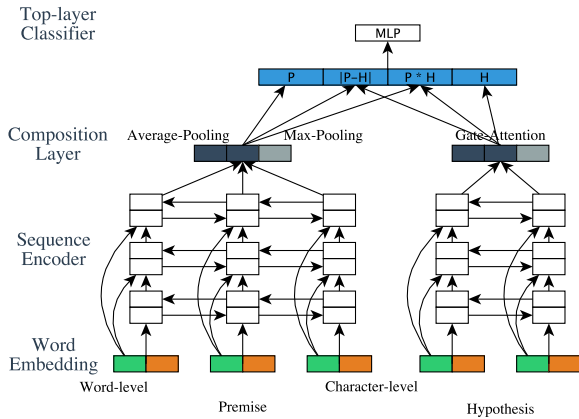 Top-layer
Classifier
MLP
P |P-H| P * H H
Composition
Layer
Average-Pooling Max-Pooling Gate-Attention
Sequence
Encoder
Word
Embedding
Word-level Character-level
Premise Hypothesis